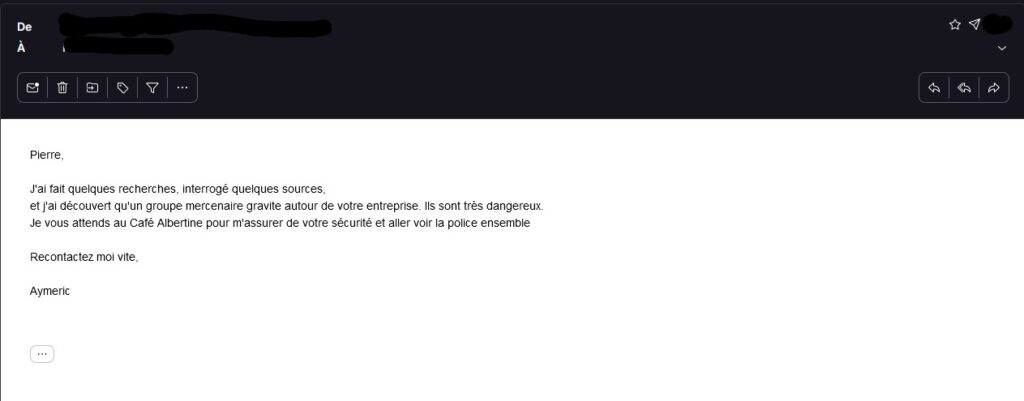 De
À
Pierre,
J'ai fait quelques recherches, interrogé quelques sources,
et j'ai découvert qu'un groupe mercenaire gravite autour de votre entreprise. Ils sont très dangereux.
Je vous attends au Café Albertine pour m'assurer de votre sécurité et aller voir la police ensemble
Recontactez moi vite,
Aymeric